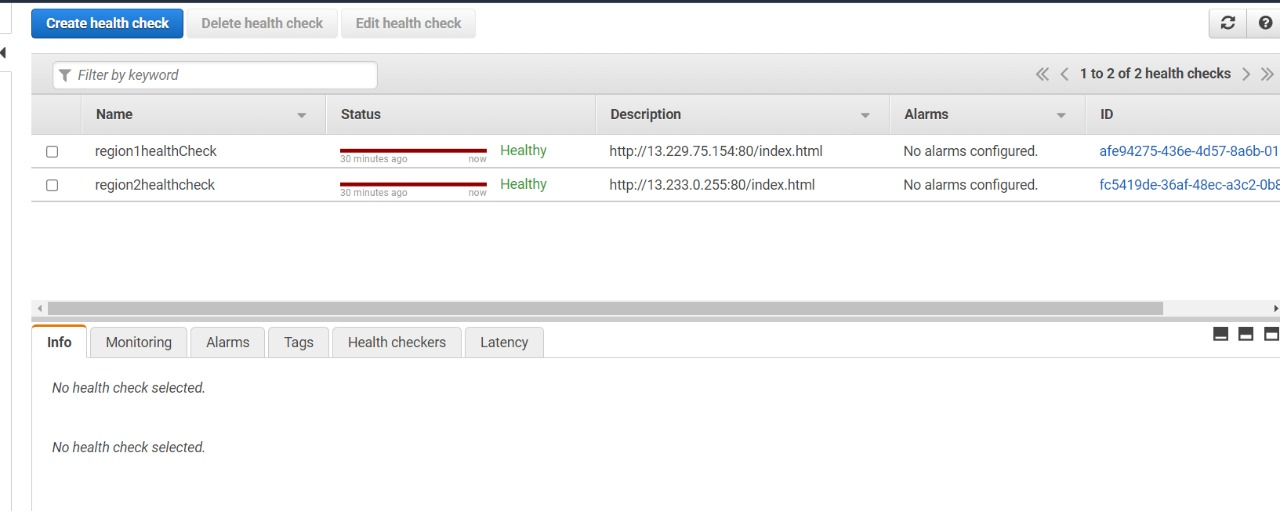 Create health check Delete health check Edit health check
Filter by keyword 1 to 2 of 2 health checks
Name Status Description Alarms ID
region1healthCheck 30 minutes ago now Healthy http://13.229.75.154:80/index.html No alarms configured. afe94275-436e-4d57-8a6b-01
region2healthcheck 30 minutes ago now Healthy http://13.233.0.255:80/index.html No alarms configured. fc5419de-36af-48ec-a3c2-0b8
Info Monitoring Alarms Tags Health checkers Latency
No health check selected.
No health check selected.